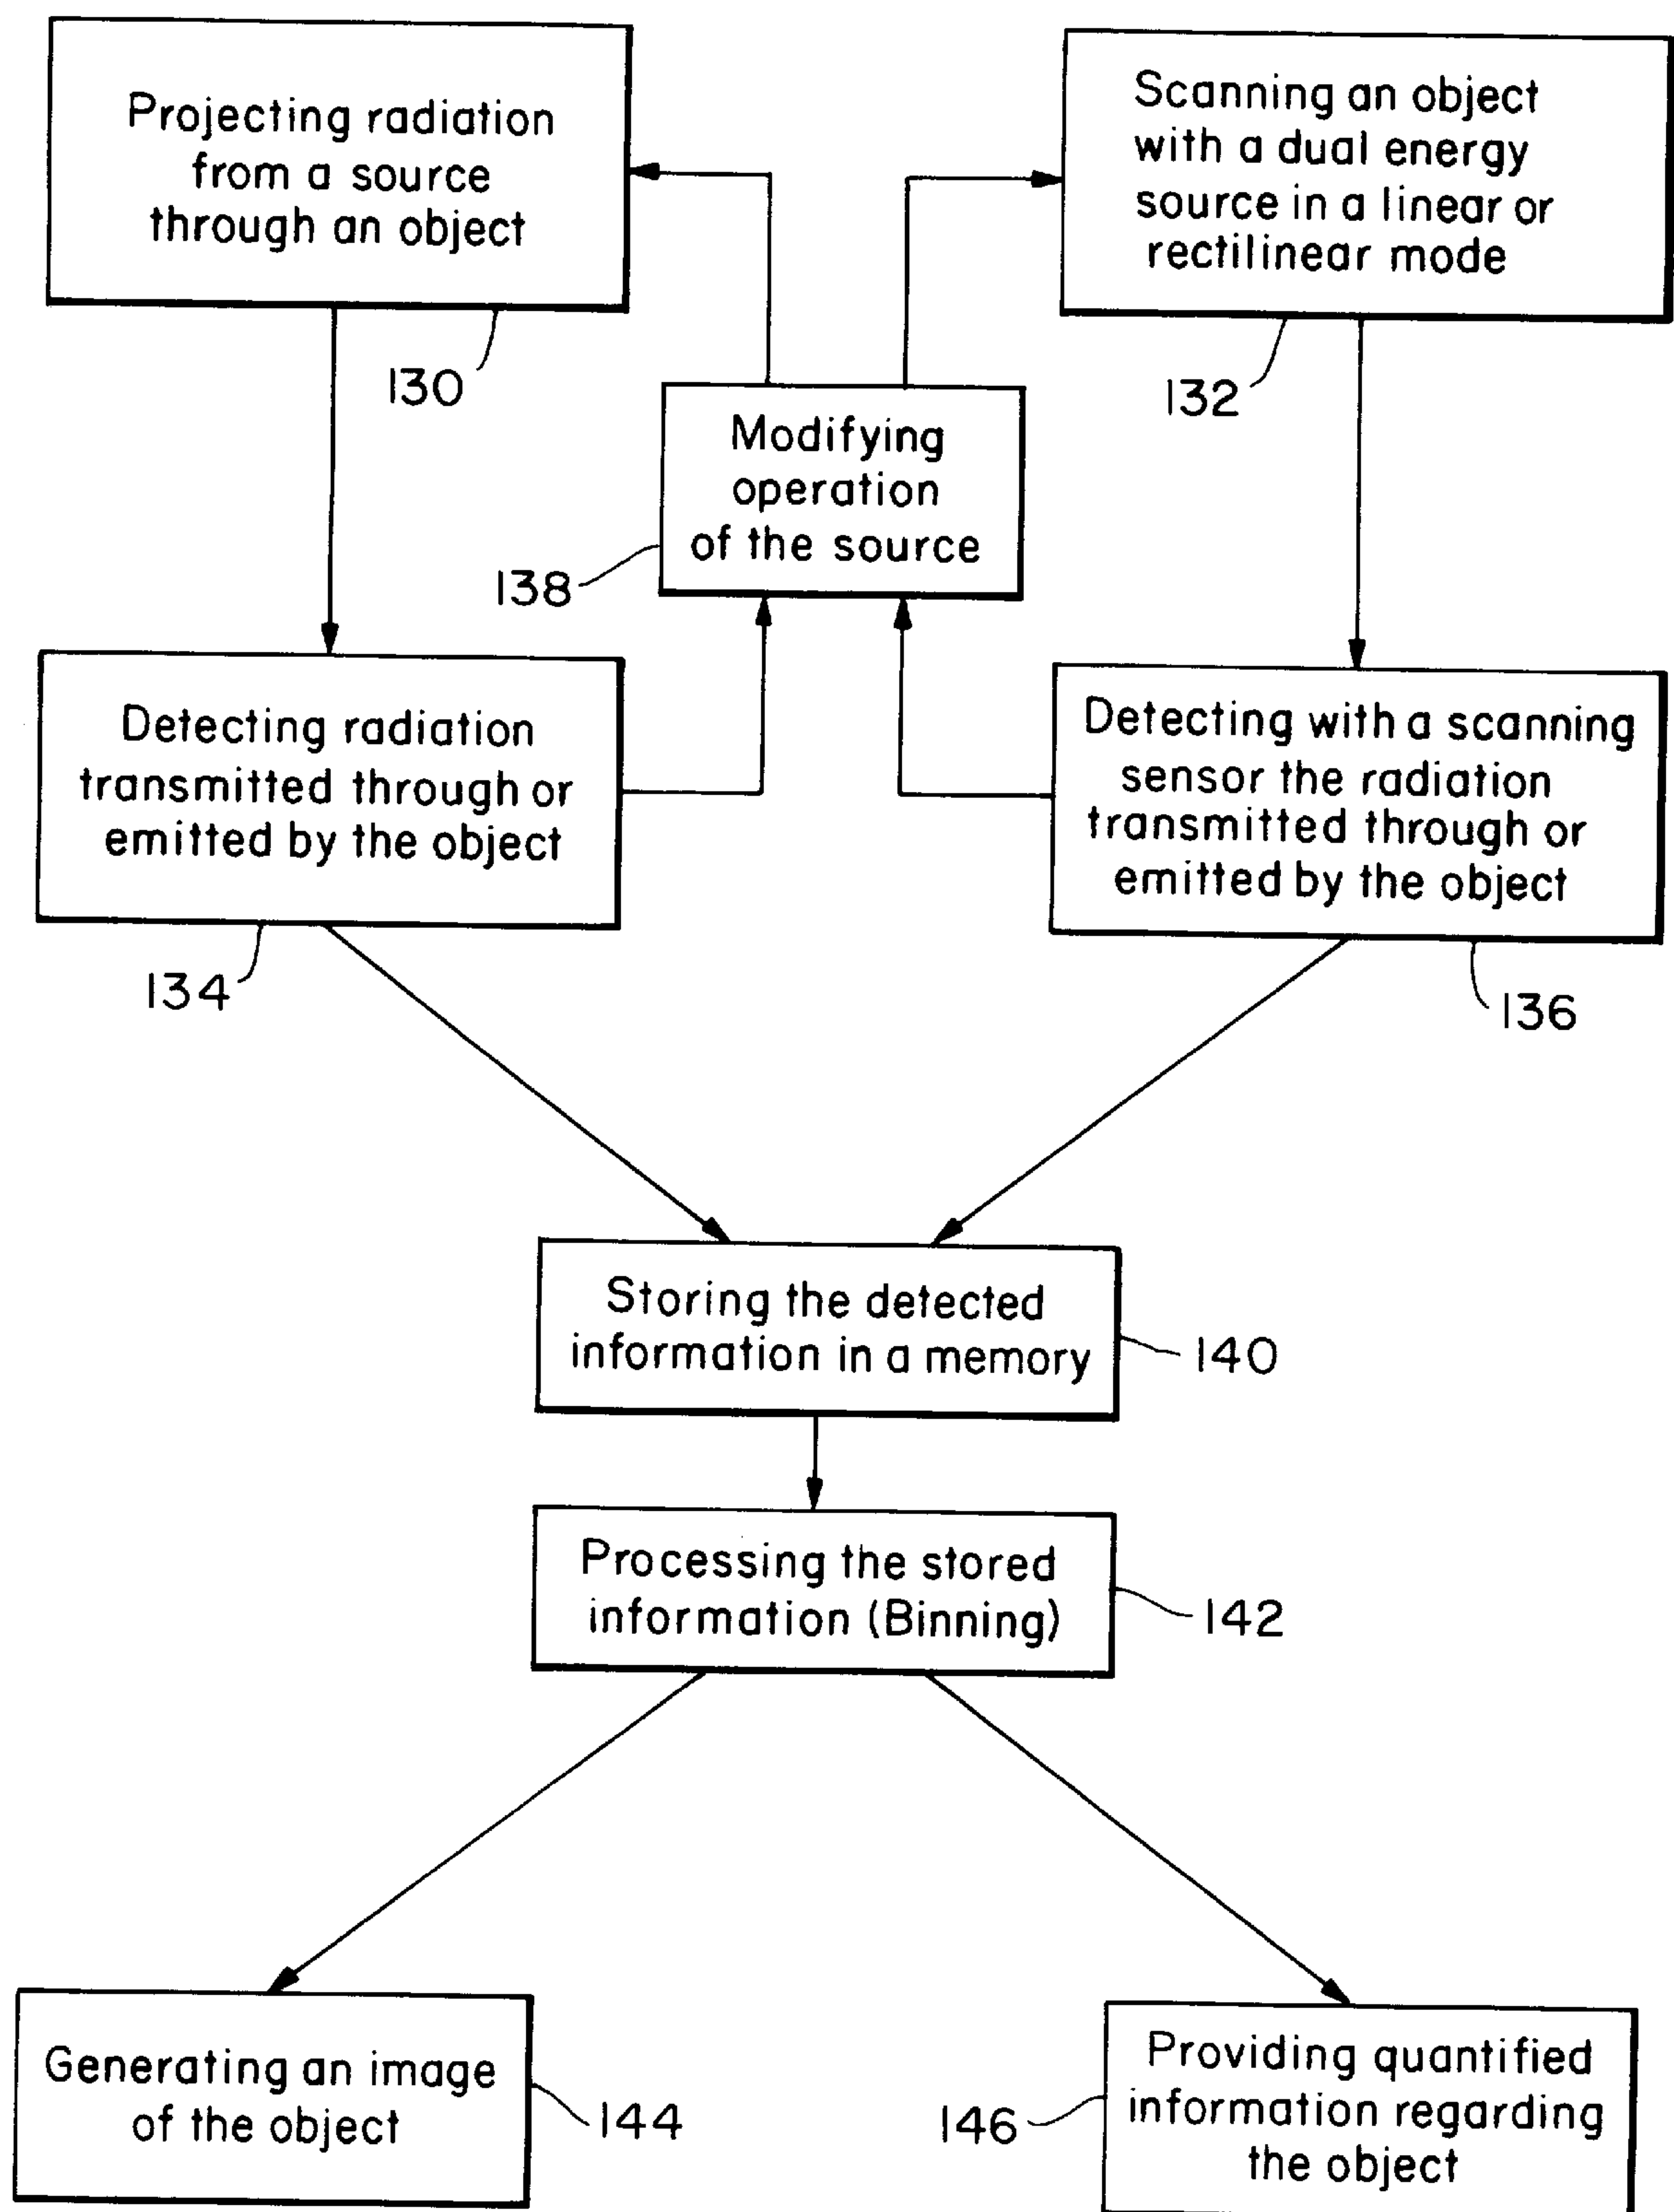 Projecting radiation
from a source
through an object
130
Scanning an object
with a dual energy
source in a linear or
rectilinear mode
132
Modifying
operation
of the source
138
Detecting radiation
transmitted through or
emitted by the object
134
Detecting with a scanning
sensor the radiation
transmitted through or
emitted by the object
136
Storing the detected
information in a memory
140
Processing the stored
information (Binning)
142
Generating an image
of the object
144
Providing quantified
information regarding
the object
146